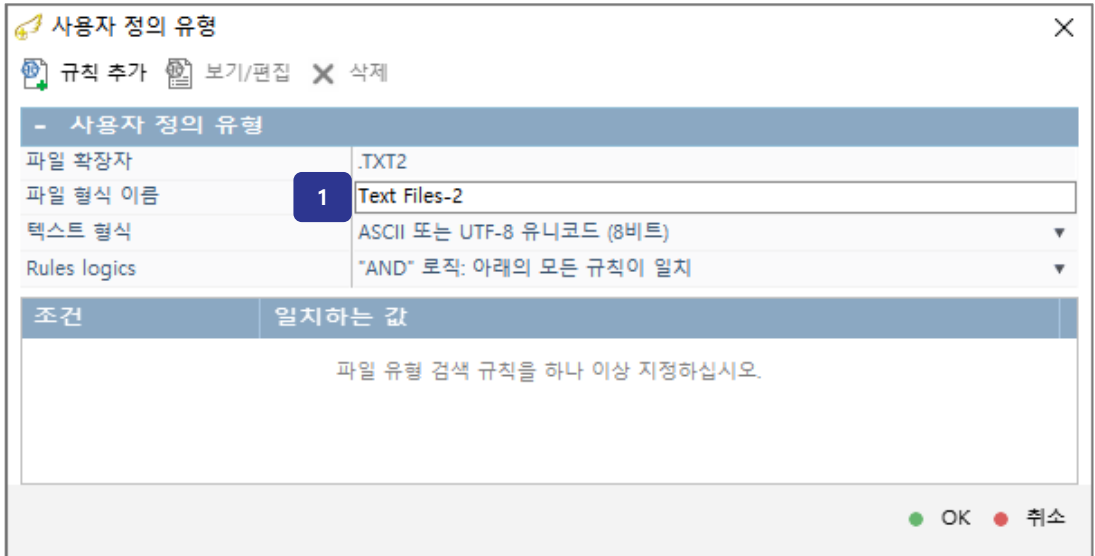 사용자 정의 유형
규칙 추가 보기/편집 삭제
- 사용자 정의 유형
파일 확장자 .TXT2
파일 형식 이름 1 Text Files-2
텍스트 형식 ASCII 또는 UTF-8 유니코드 (8비트)
Rules logics "AND" 로직: 아래의 모든 규칙이 일치
조건 일치하는 값
파일 유형 검색 규칙을 하나 이상 지정하십시오.
OK 취소